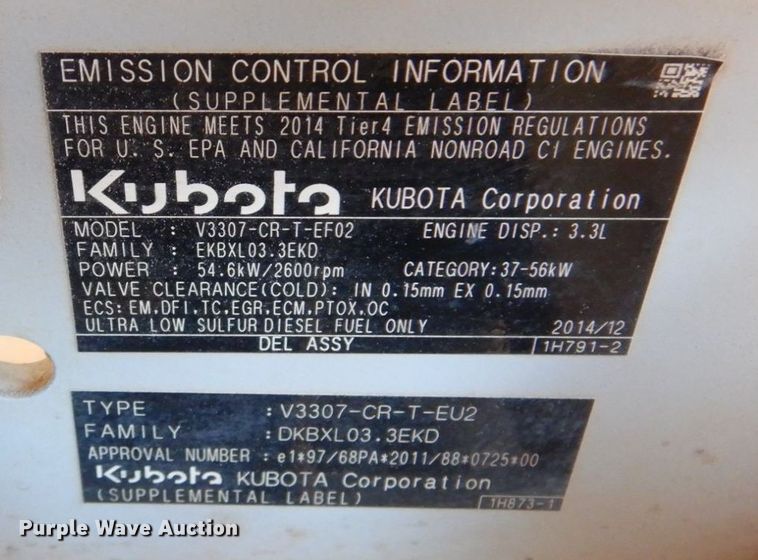 EMISSION CONTROL INFORMATION
(SUPPLEMENTAL LABEL)
THIS ENGINE MEETS 2014 Tier4 EMISSION REGULATIONS
FOR U. S. EPA AND CALIFORNIA NONROAD CI ENGINES.
Kubota KUBOTA Corporation
MODEL : V3307-CR-T-EF02 ENGINE DISP.: 3.3L
FAMILY : EKBXL03.3EKD
POWER : 54.6kW/2600rpm CATEGORY:37-56kW
VALVE CLEARANCE(COLD): IN 0.15mm EX 0.15mm
ECS: EM,DFI,TC,EGR,ECM,PTOX,OC
ULTRA LOW SULFUR DIESEL FUEL ONLY 2014/12
DEL ASSY 1H791-2
TYPE : V3307-CR-T-EU2
FAMILY : DKBXL03.3EKD
APPROVAL NUMBER : e1*97/68PA*2011/88*0725*00
Kubota KUBOTA Corporation
(SUPPLEMENTAL LABEL) 1H873-1
Purple Wave Auction